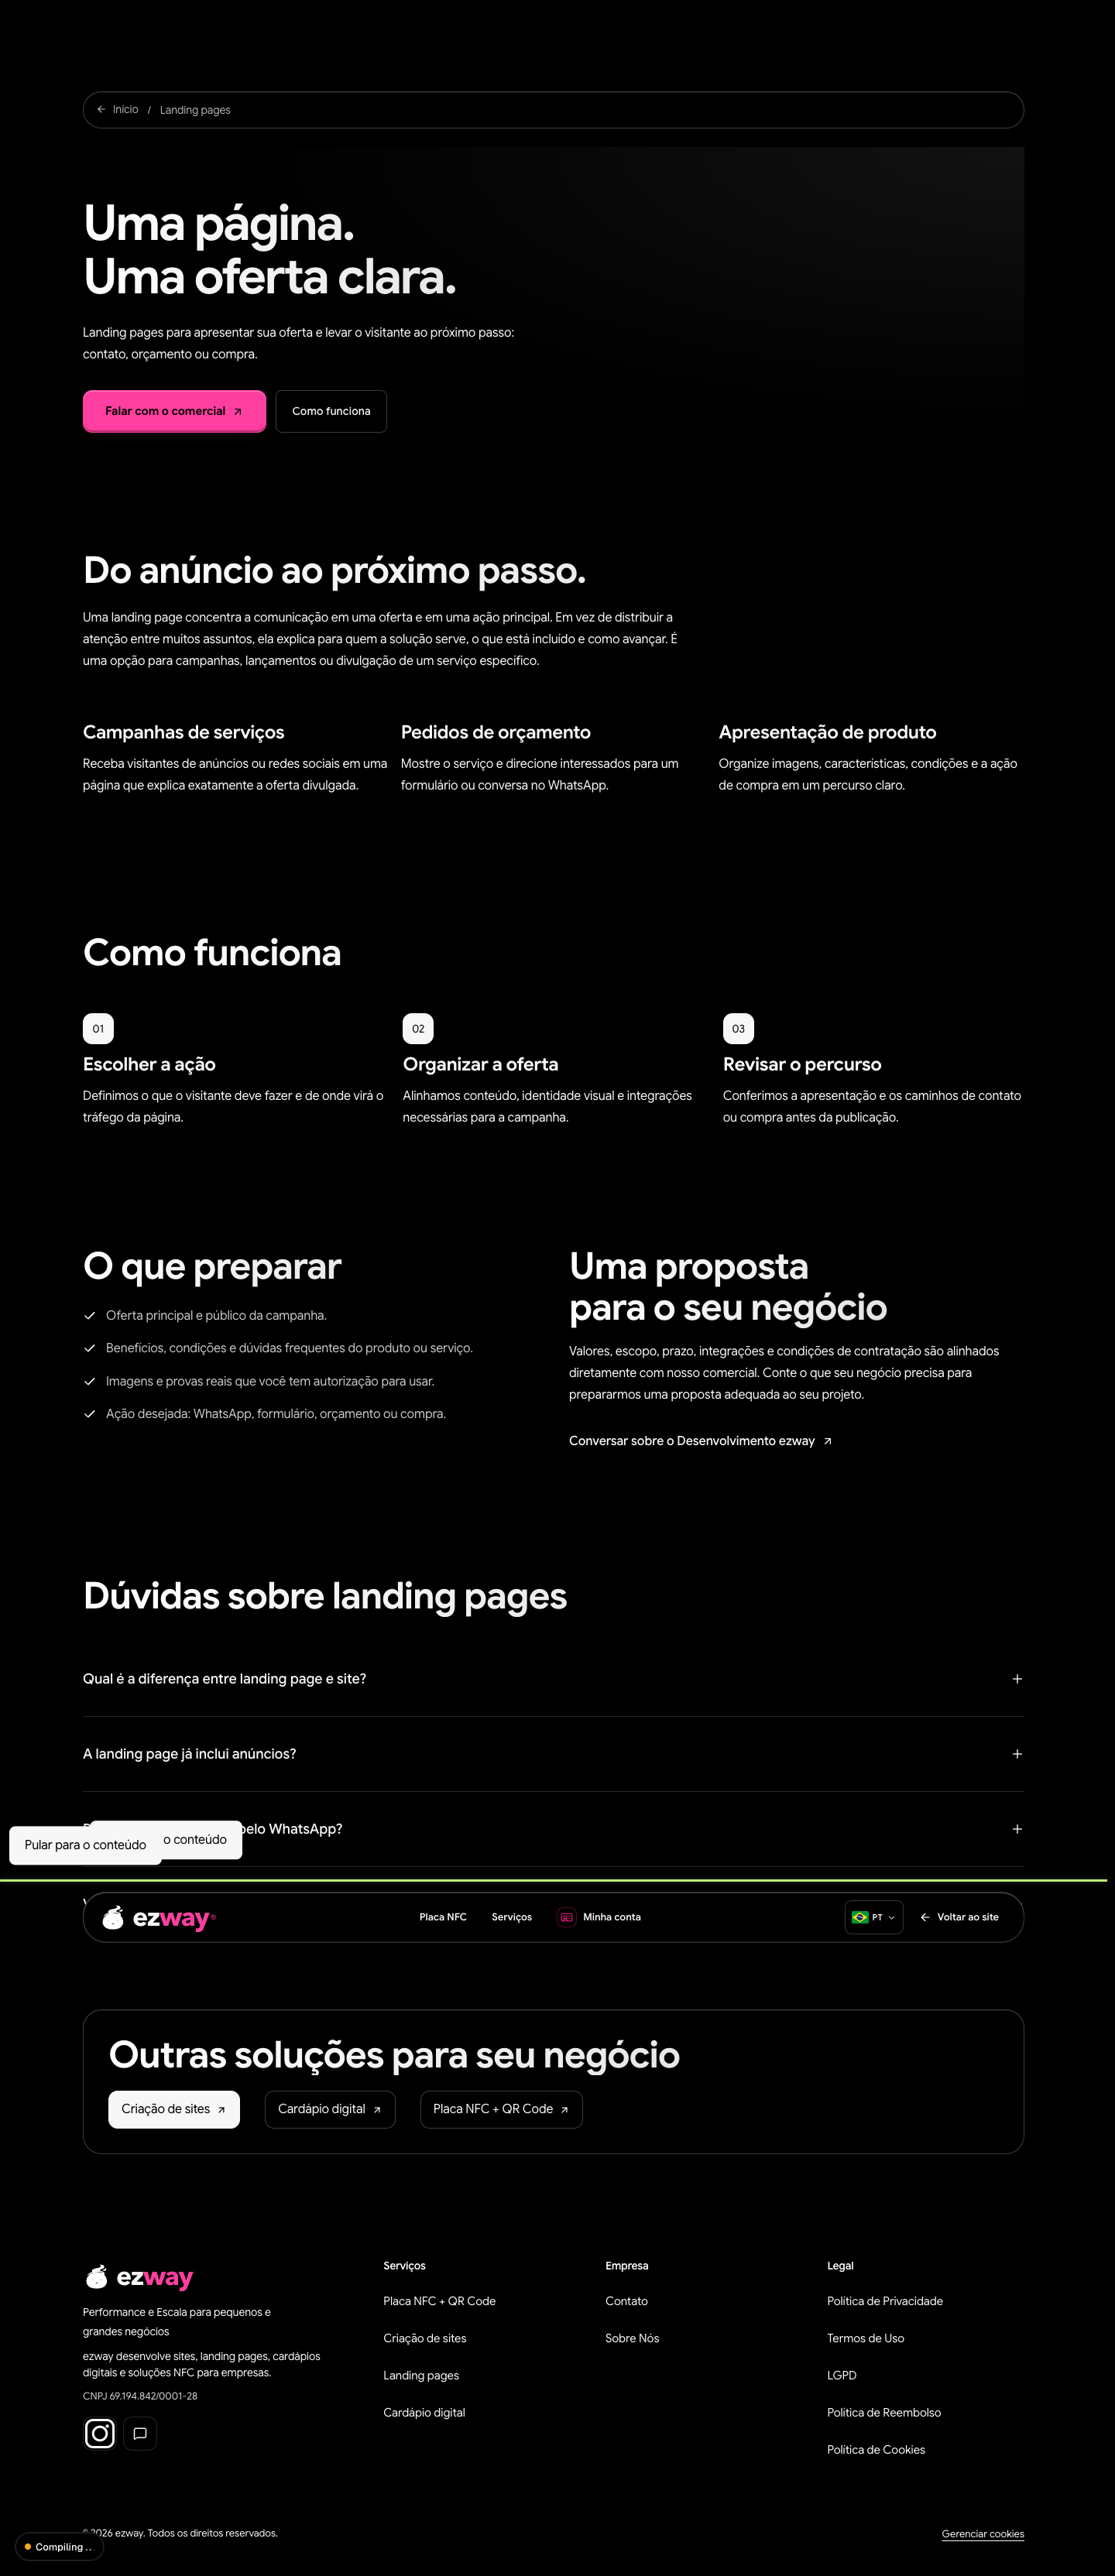 Início / Landing pages
Uma página.
Uma oferta clara.
Landing pages para apresentar sua oferta e levar o visitante ao próximo passo:
contato, orçamento ou compra.
Falar com o comercial
Como funciona
Do anúncio ao próximo passo.
Uma landing page concentra a comunicação em uma oferta e em uma ação principal. Em vez de distribuir a
atenção entre muitos assuntos, ela explica para quem a solução serve, o que está incluído e como avançar. É
uma opção para campanhas, lançamentos ou divulgação de um serviço específico.
Campanhas de serviços
Receba visitantes de anúncios ou redes sociais em uma
página que explica exatamente a oferta divulgada.
Pedidos de orçamento
Mostre o serviço e direcione interessados para um
formulário ou conversa no WhatsApp.
Apresentação de produto
Organize imagens, características, condições e a ação
de compra em um percurso claro.
Como funciona
01
Escolher a ação
Definimos o que o visitante deve fazer e de onde virá o
tráfego da página.
02
Organizar a oferta
Alinhamos conteúdo, identidade visual e integrações
necessárias para a campanha.
03
Revisar o percurso
Conferimos a apresentação e os caminhos de contato
ou compra antes da publicação.
O que preparar
Oferta principal e público da campanha.
Benefícios, condições e dúvidas frequentes do produto ou serviço.
Imagens e provas reais que você tem autorização para usar.
Ação desejada: WhatsApp, formulário, orçamento ou compra.
Uma proposta
para o seu negócio
Valores, escopo, prazo, integrações e condições de contratação são alinhados
diretamente com nosso comercial. Conte o que seu negócio precisa para
prepararmos uma proposta adequada ao seu projeto.
Conversar sobre o Desenvolvimento ezway
Dúvidas sobre landing pages
Qual é a diferença entre landing page e site?
A landing page já inclui anúncios?
pelo WhatsApp?
Pular para o conteúdo
o conteúdo
ezway®
Placa NFC
Serviços
Minha conta
PT
Voltar ao site
Outras soluções para seu negócio
Criação de sites
Cardápio digital
Placa NFC + QR Code
ezway
Performance e Escala para pequenos e
grandes negócios
ezway desenvolve sites, landing pages, cardápios
digitais e soluções NFC para empresas.
CNPJ 69.194.842/0001-28
Serviços
Placa NFC + QR Code
Criação de sites
Landing pages
Cardápio digital
Empresa
Contato
Sobre Nós
Legal
Política de Privacidade
Termos de Uso
LGPD
Política de Reembolso
Política de Cookies
2026 ezway. Todos os direitos reservados.
Gerenciar cookies
Compiling ...